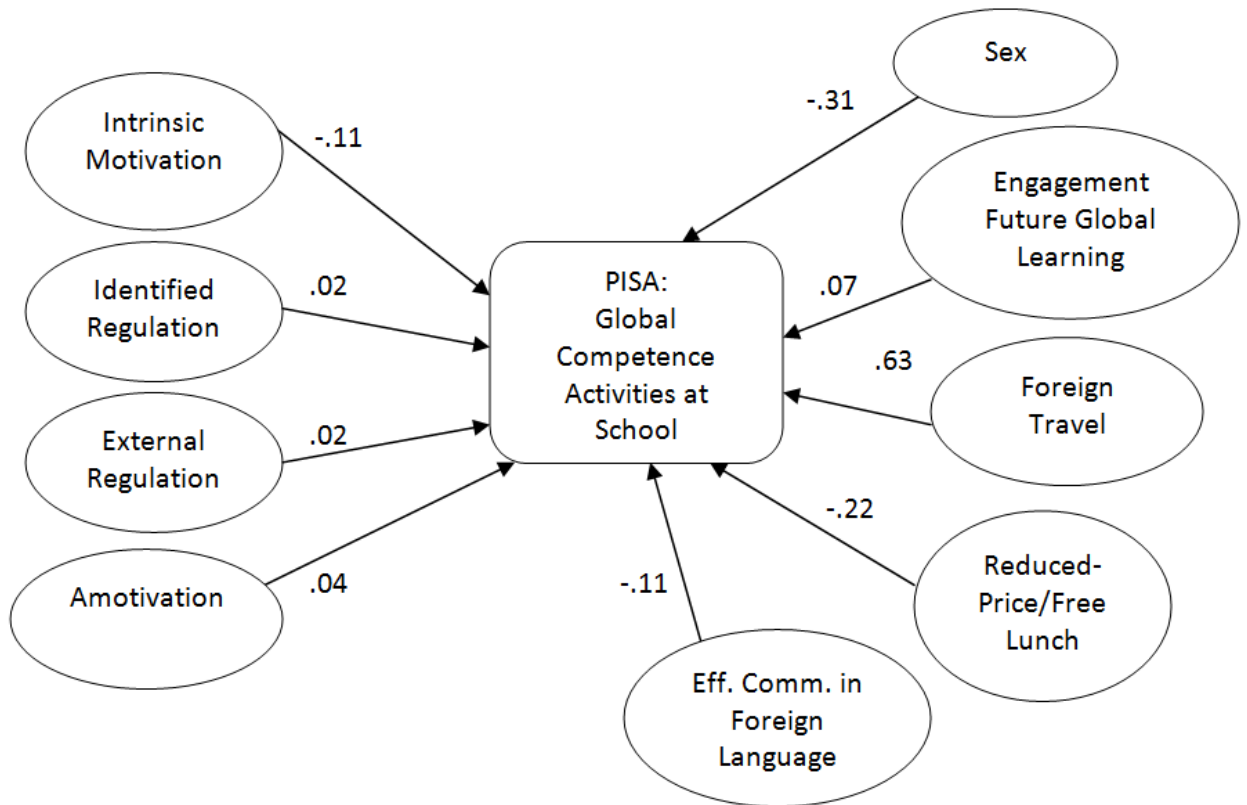 Intrinsic
Motivation
-.11
Identified
Regulation
.02
External
Regulation
.02
Amotivation
.04
PISA:
Global
Competence
Activities at
School
Sex
-.31
Engagement
Future Global
Learning
.07
Foreign
Travel
.63
Reduced-
Price/Free
Lunch
-.22
Eff. Comm. in
Foreign
Language
-.11